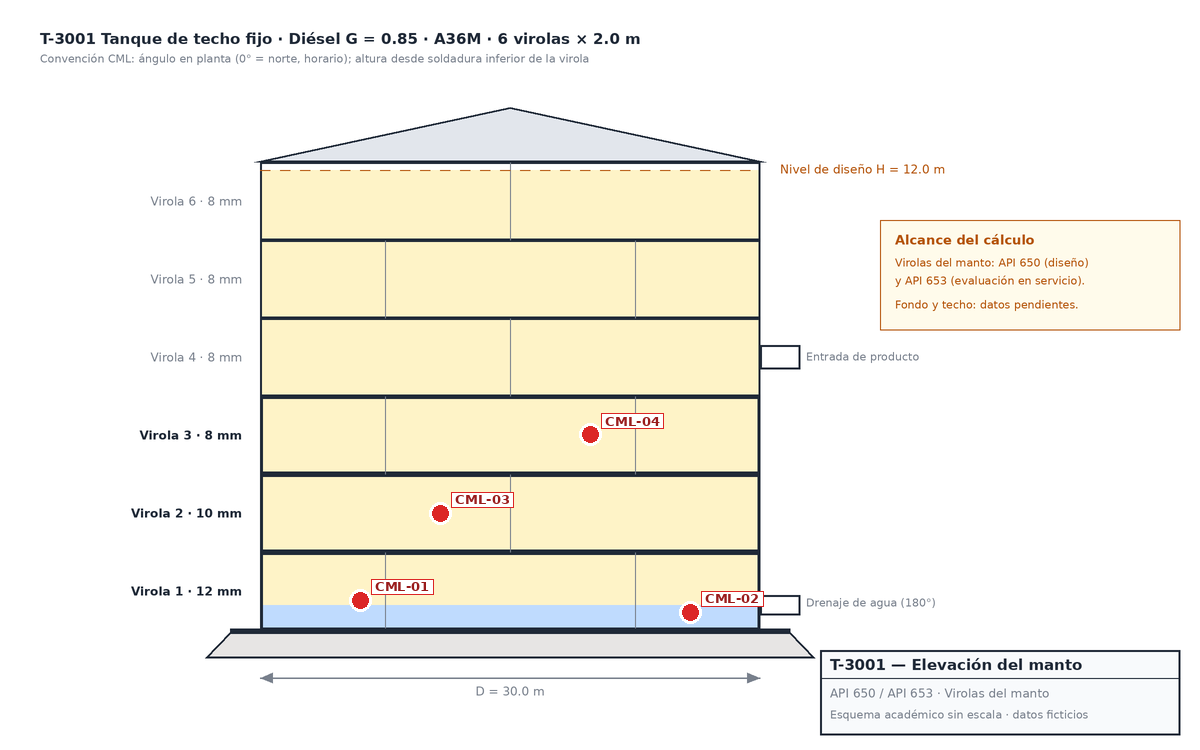 T-3001 Tanque de techo fijo · Diésel G = 0.85 · A36M · 6 virolas × 2.0 m
Convención CML: ángulo en planta (0° = norte, horario); altura desde soldadura inferior de la virola
Nivel de diseño H = 12.0 m
Virola 6 · 8 mm
Alcance del cálculo
Virolas del manto: API 650 (diseño)
y API 653 (evaluación en servicio).
Fondo y techo: datos pendientes.
Virola 5 · 8 mm
Virola 4 · 8 mm
Entrada de producto
CML-04
Virola 3 · 8 mm
CML-03
Virola 2 · 10 mm
CML-01
Virola 1 · 12 mm
CML-02
Drenaje de agua (180°)
D = 30.0 m
T-3001 — Elevación del manto
API 650 / API 653 · Virolas del manto
Esquema académico sin escala · datos ficticios